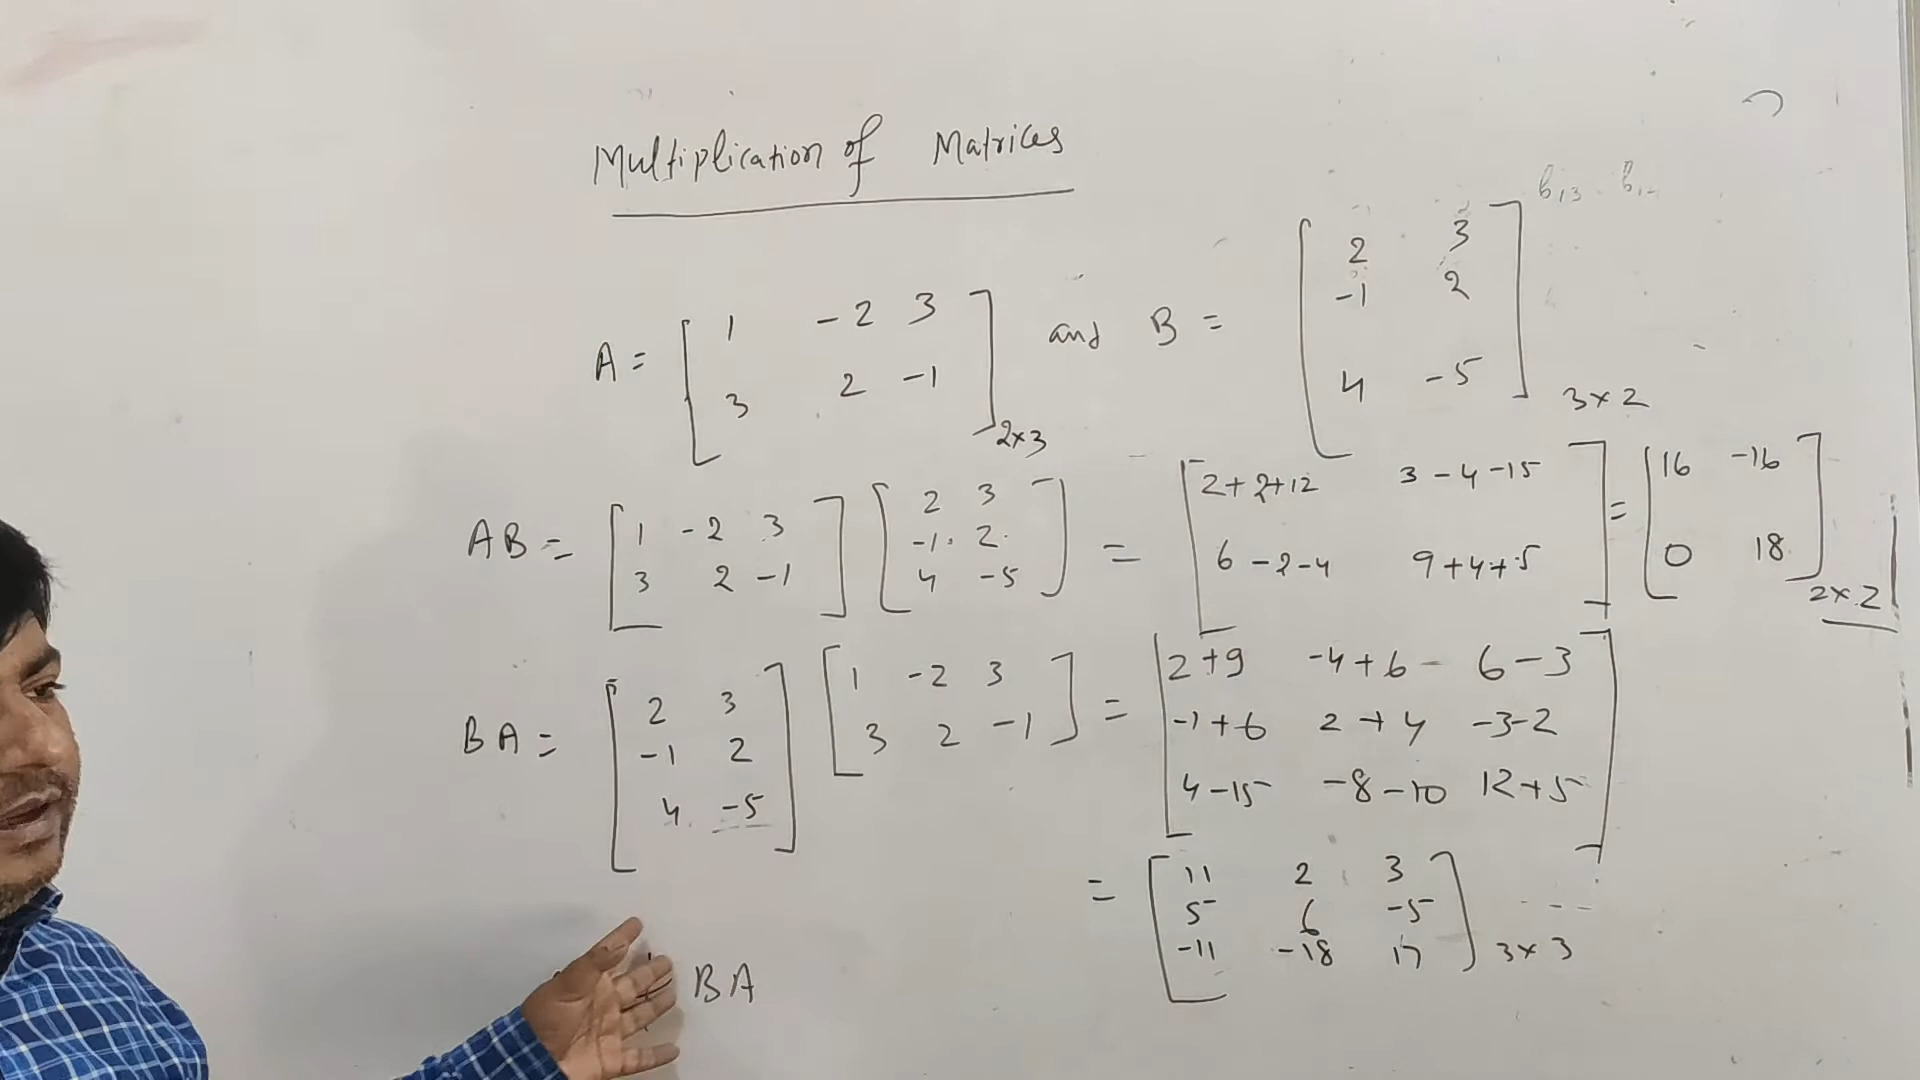 Multiplication of Matrices
b13 b1
A = [ 1 -2 3
3 2 -1 ] 2×3 and B = [ 2 3
-1 2
4 -5 ] 3×2
AB = [ 1 -2 3
3 2 -1 ] [ 2 3
-1 2
4 -5 ] = [ 2+2+12 3-4-15
6-2-4 9+4+5 ] = [ 16 -16
0 18 ] 2×2
BA = [ 2 3
-1 2
4 -5 ] [ 1 -2 3
3 2 -1 ] = [ 2+9 -4+6- 6-3
-1+6 2+4 -3-2
4-15 -8-10 12+5 ]
= [ 11 2 3
5 6 -5
-11 -18 17 ] 3×3
BA